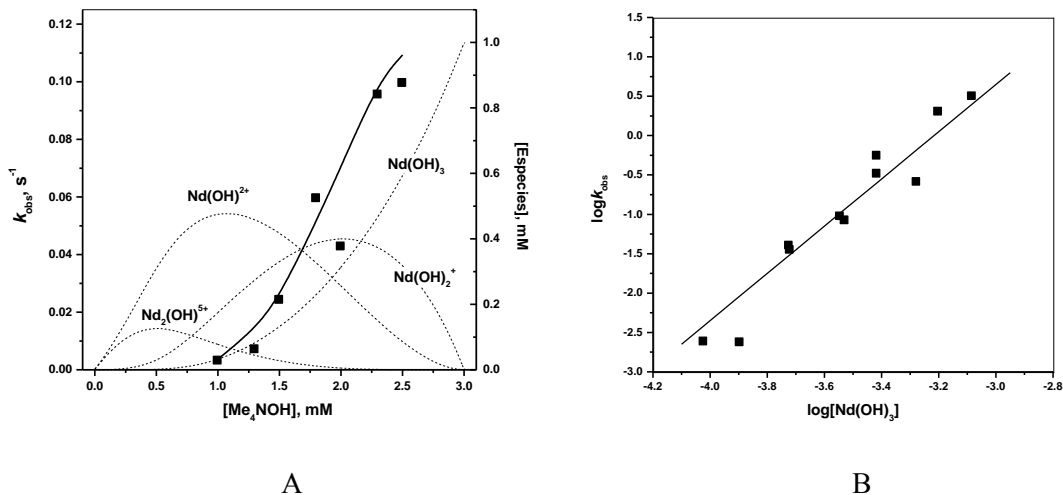 0.12
0.10
0.08
0.06
0.04
0.02
0.00
k_obs, s⁻¹
1.0
0.8
0.6
0.4
0.2
0.0
[Especies], mM
Nd(OH)²⁺
Nd(OH)₃
Nd(OH)₂⁺
Nd₂(OH)⁵⁺
0.0 0.5 1.0 1.5 2.0 2.5 3.0
[Me₄NOH], mM
A
1.5
1.0
0.5
0.0
-0.5
-1.0
-1.5
-2.0
-2.5
-3.0
logk_obs
-4.2 -4.0 -3.8 -3.6 -3.4 -3.2 -3.0 -2.8
log[Nd(OH)₃]
B